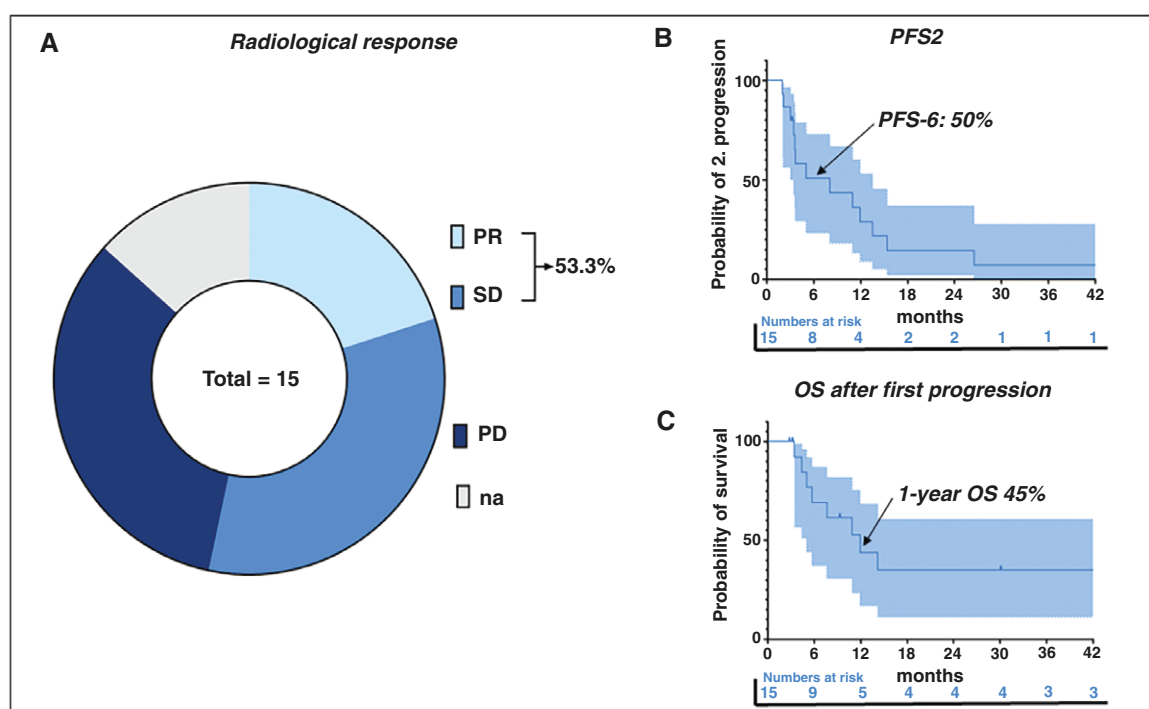 A
Radiological response
PR
SD
53.3%
Total = 15
PD
na
B
PFS2
Probability of 2. progression
100
50
0
PFS-6: 50%
0 6 12 18 24 30 36 42
months
Numbers at risk
15 8 4 2 2 1 1 1
C
OS after first progression
Probability of survival
100
50
0
1-year OS 45%
0 6 12 18 24 30 36 42
months
Numbers at risk
15 9 5 4 4 4 3 3